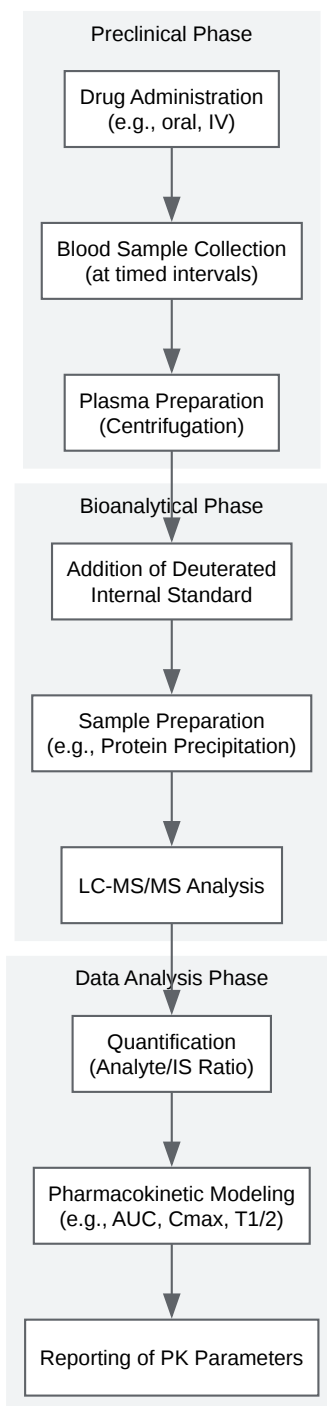 Preclinical Phase
Drug Administration
(e.g., oral, IV)
Blood Sample Collection
(at timed intervals)
Plasma Preparation
(Centrifugation)
Bioanalytical Phase
Addition of Deuterated
Internal Standard
Sample Preparation
(e.g., Protein Precipitation)
LC-MS/MS Analysis
Data Analysis Phase
Quantification
(Analyte/IS Ratio)
Pharmacokinetic Modeling
(e.g., AUC, Cmax, T1/2)
Reporting of PK Parameters